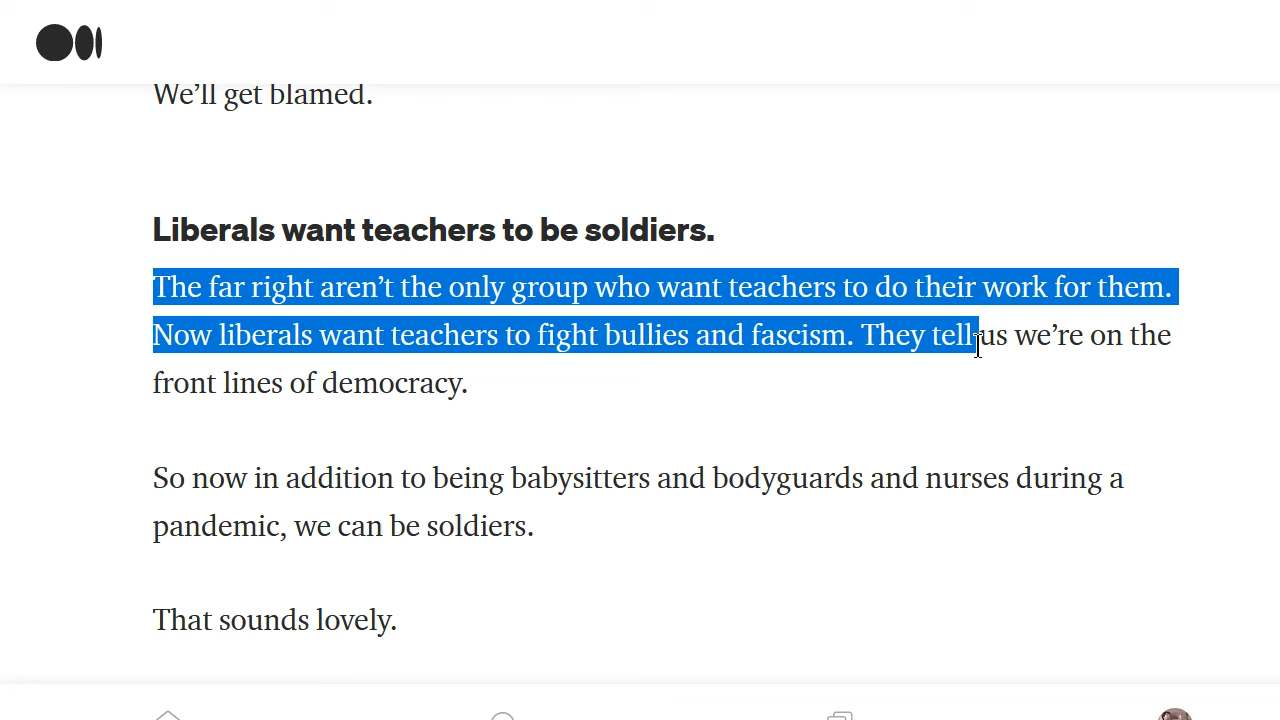 We’ll get blamed.
Liberals want teachers to be soldiers.
The far right aren’t the only group who want teachers to do their work for them.
Now liberals want teachers to fight bullies and fascism. They tell us we’re on the
front lines of democracy.
So now in addition to being babysitters and bodyguards and nurses during a
pandemic, we can be soldiers.
That sounds lovely.